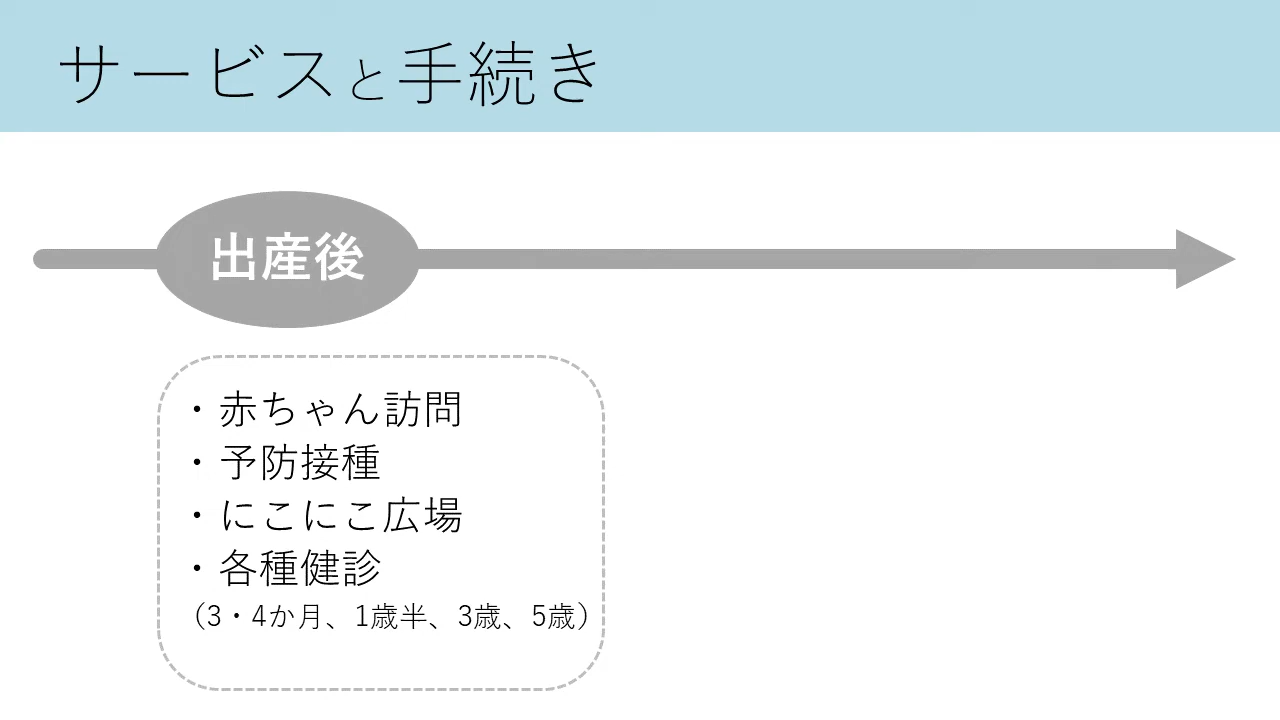 サービスと手続き
出産後
・赤ちゃん訪問
・予防接種
・にこにこ広場
・各種健診
（3・4か月、1歳半、3歳、5歳）